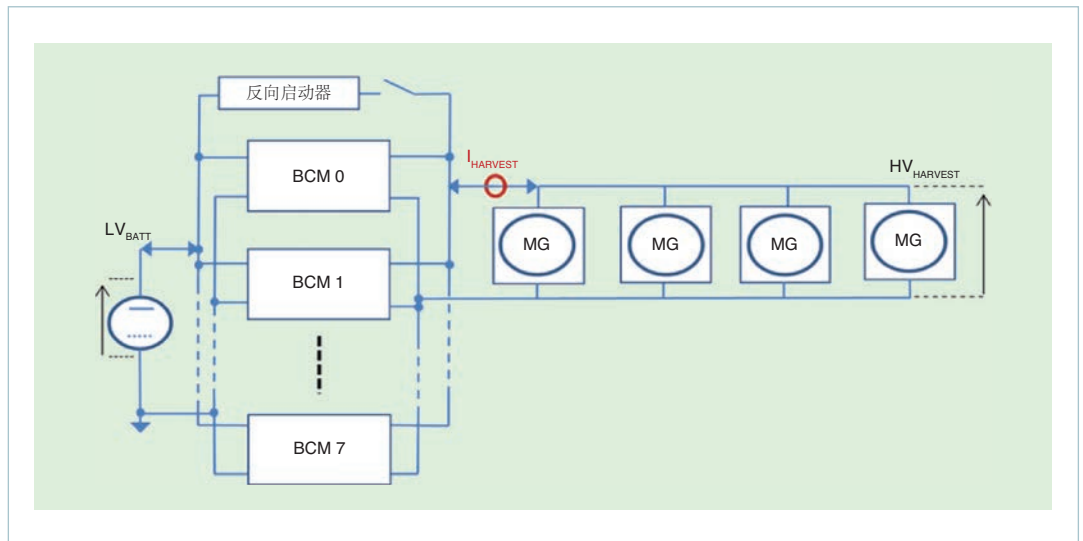 反向启动器
BCM 0
I_HARVEST
HV_HARVEST
MG
MG
MG
MG
LV_BATT
BCM 1
BCM 7